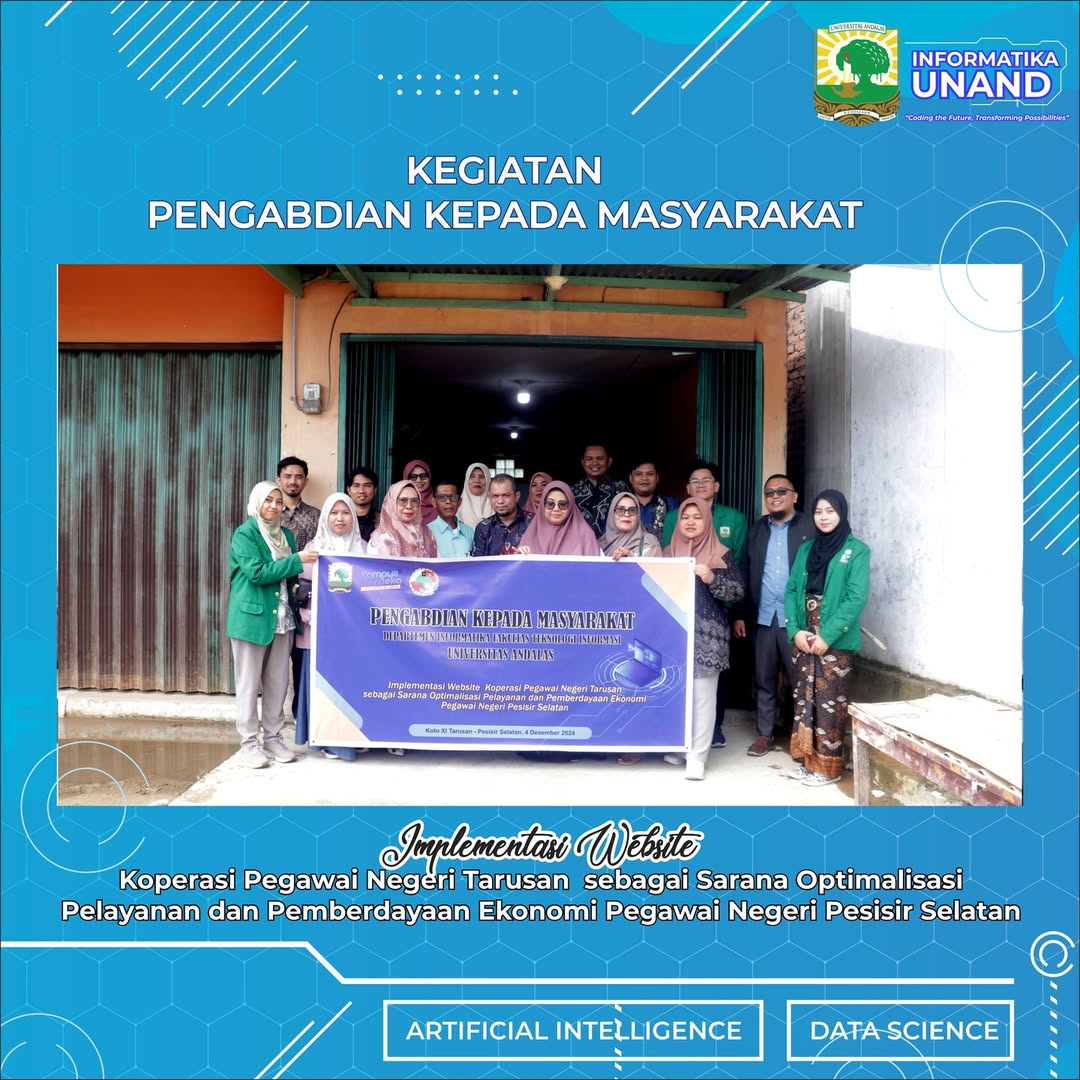 UNIVERSITAS ANDALAS
INFORMATIKA
UNAND
"Coding the Future, Transforming Possibilities"
KEGIATAN
PENGABDIAN KEPADA MASYARAKAT
Kampus
Merdeka
PENGABDIAN KEPADA MASYARAKAT
DEPARTEMEN INFORMATIKA FAKULTAS TEKNOLOGI INFORMASI
UNIVERSITAS ANDALAS
Implementasi Website Koperasi Pegawai Negeri Tarusan
sebagai Sarana Optimalisasi Pelayanan dan Pemberdayaan Ekonomi
Pegawai Negeri Pesisir Selatan
Koto XI Tarusan - Pesisir Selatan, 4 Desember 2024
Implementasi Website
Koperasi Pegawai Negeri Tarusan sebagai Sarana Optimalisasi
Pelayanan dan Pemberdayaan Ekonomi Pegawai Negeri Pesisir Selatan
ARTIFICIAL INTELLIGENCE
DATA SCIENCE